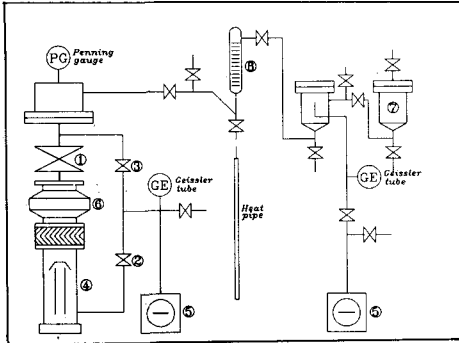 PG Penning gauge
⑧
⑦
①
③
⑥
GE Geissler tube
GE Geissler tube
Heat pipe
②
④
⑤
⑤